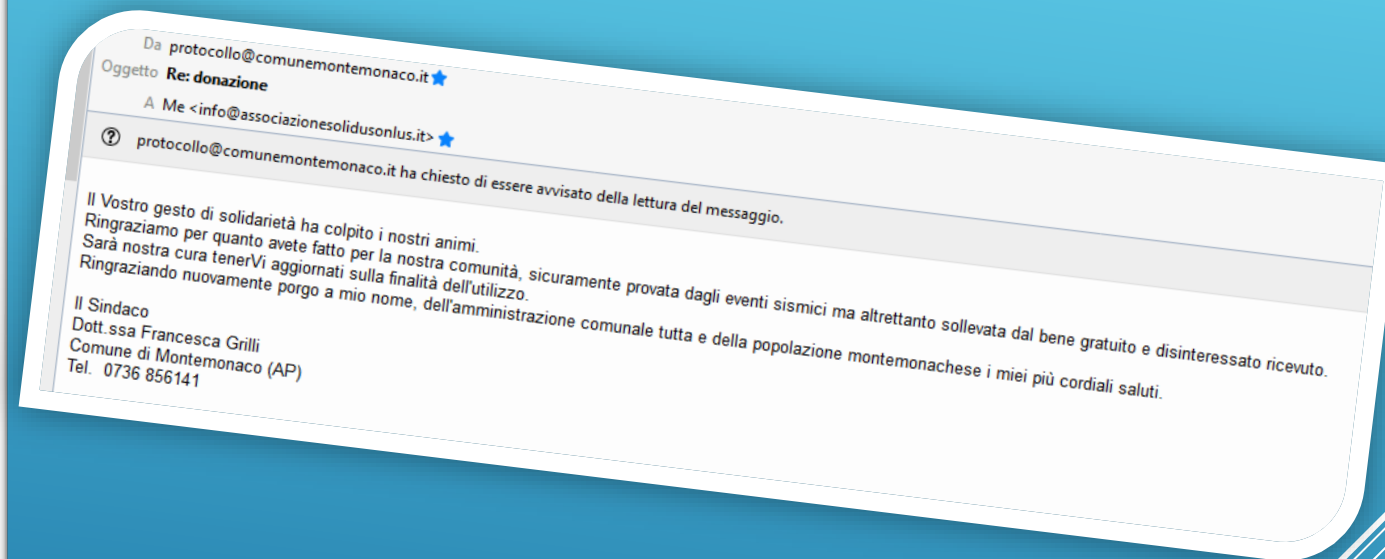 Da protocollo@comunemontemonaco.it
Oggetto Re: donazione
A Me <info@associazionesolidusonlus.it>
protocollo@comunemontemonaco.it ha chiesto di essere avvisato della lettura del messaggio.
Il Vostro gesto di solidarietà ha colpito i nostri animi.
Ringraziamo per quanto avete fatto per la nostra comunità, sicuramente provata dagli eventi sismici ma altrettanto sollevata dal bene gratuito e disinteressato ricevuto.
Sarà nostra cura tenerVi aggiornati sulla finalità dell'utilizzo.
Ringraziando nuovamente porgo a mio nome, dell'amministrazione comunale tutta e della popolazione montemonachese i miei più cordiali saluti.
Il Sindaco
Dott.ssa Francesca Grilli
Comune di Montemonaco (AP)
Tel. 0736 856141